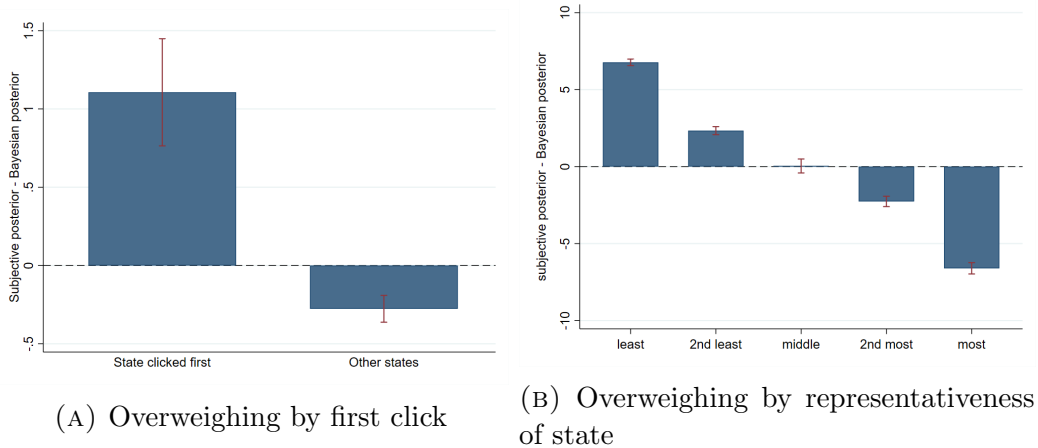 Subjective posterior - Bayesian posterior
1.5
1
.5
0
-.5
State clicked first
Other states
(A) Overweighing by first click
subjective posterior - Bayesian posterior
10
5
0
-5
-10
least
2nd least
middle
2nd most
most
(B) Overweighing by representativeness
of state